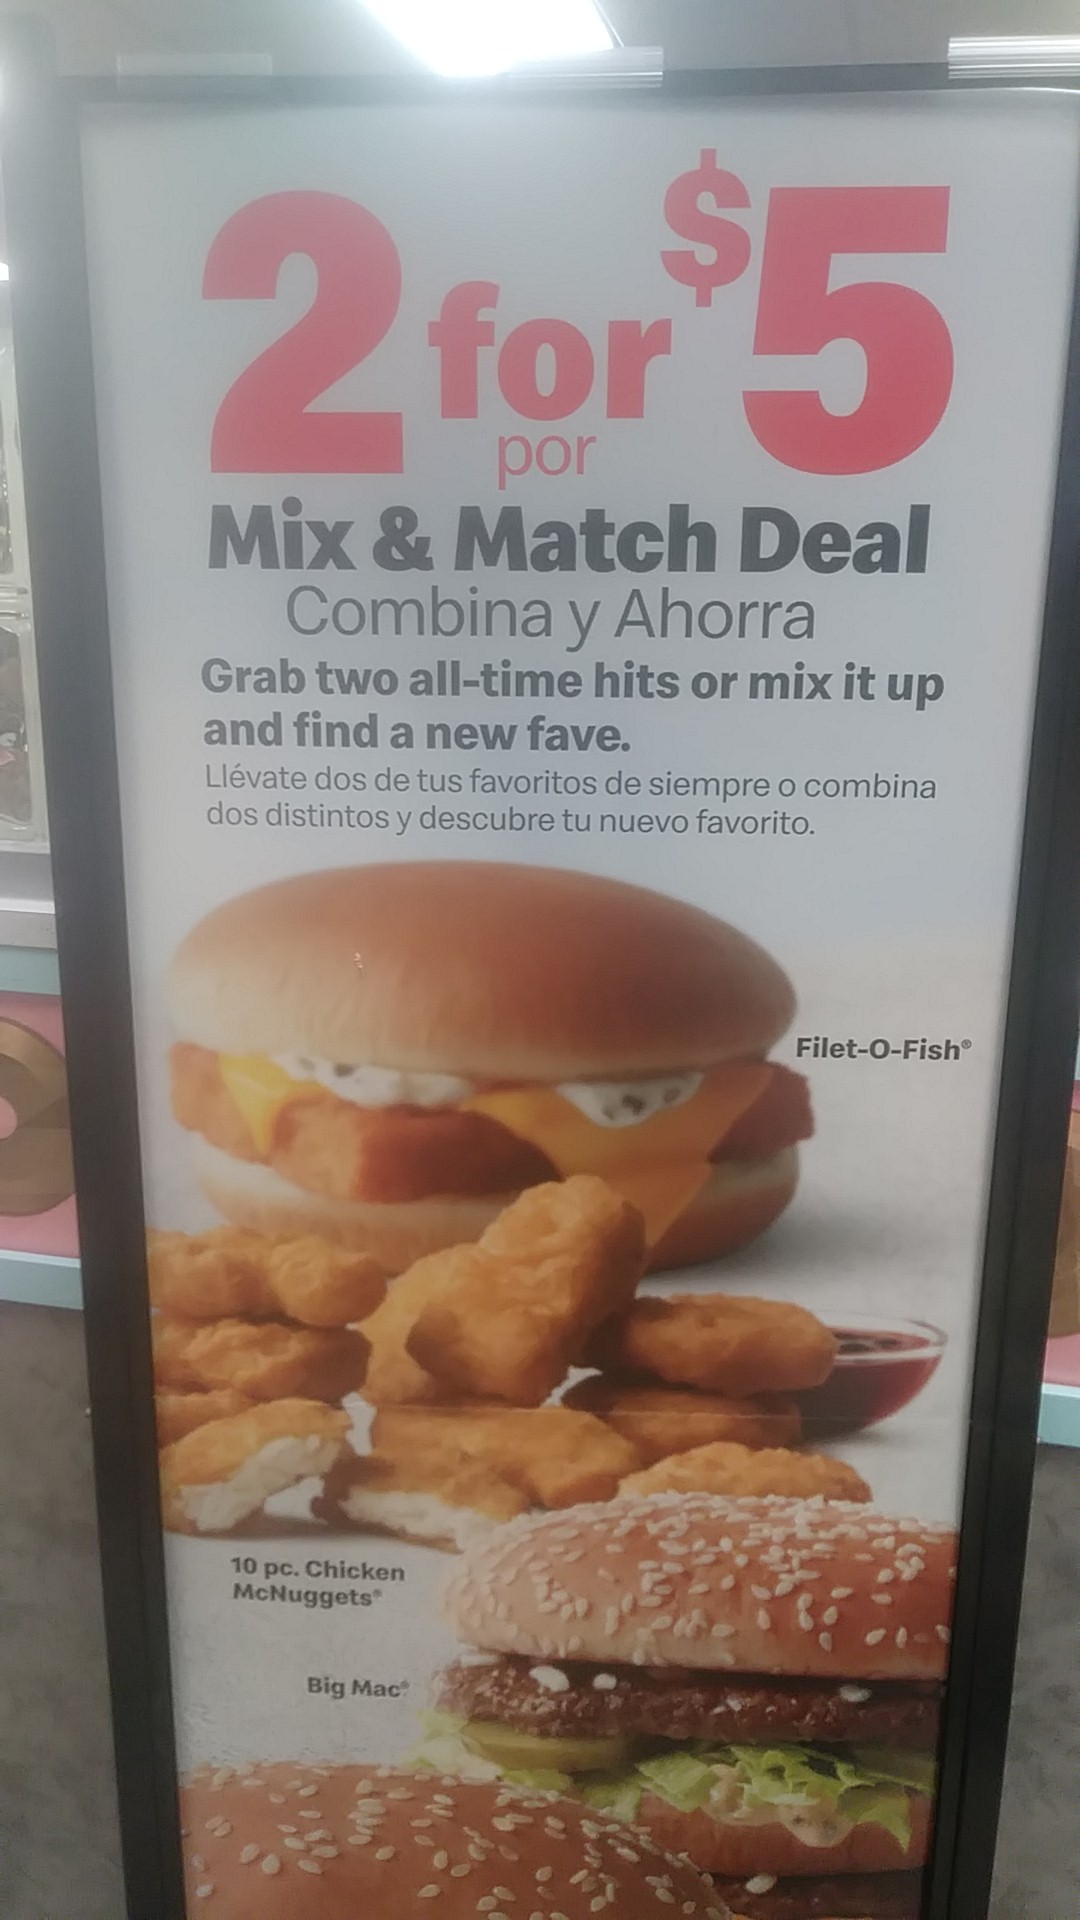 2 for $5
por
Mix & Match Deal
Combina y Ahorra
Grab two all-time hits or mix it up
and find a new fave.
Llévate dos de tus favoritos de siempre o combina
dos distintos y descubre tu nuevo favorito.
Filet-O-Fish®
10 pc. Chicken
McNuggets®
Big Mac®